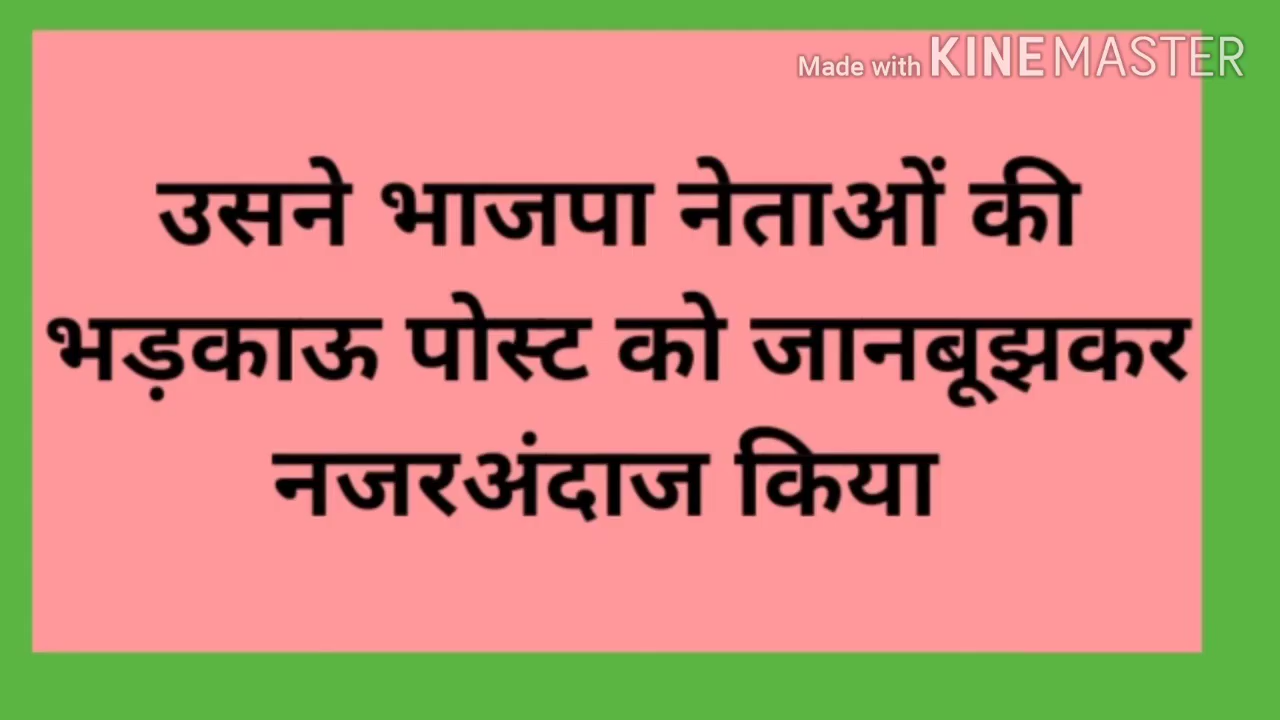 Made with KINEMASTER
उसने भाजपा नेताओं की
भड़काऊ पोस्ट को जानबूझकर
नजरअंदाज किया